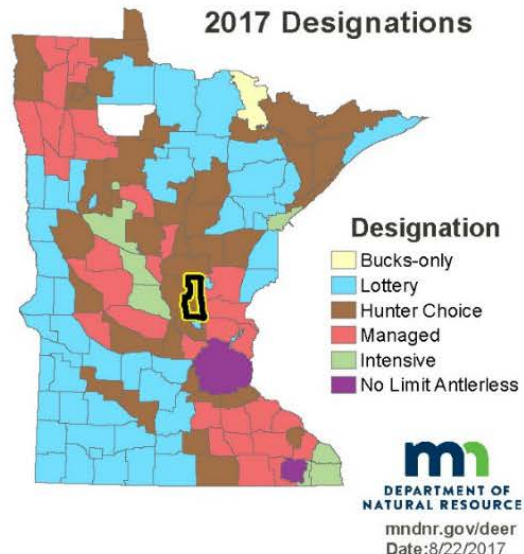 2017 Designations
Designation
Bucks-only
Lottery
Hunter Choice
Managed
Intensive
No Limit Antlerless
mn
DEPARTMENT OF
NATURAL RESOURCE
mndnr.gov/deer
Date:8/22/2017